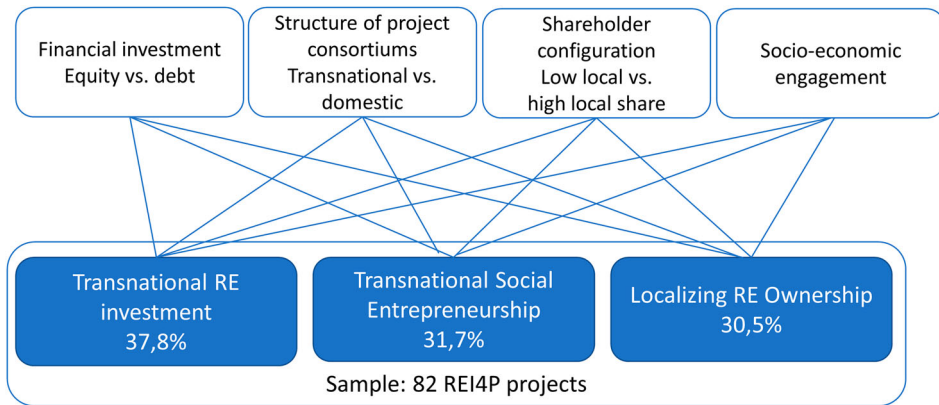 Financial investment
Equity vs. debt
Structure of project
consortiums
Transnational vs.
domestic
Shareholder
configuration
Low local vs.
high local share
Socio-economic
engagement
Transnational RE
investment
37,8%
Transnational Social
Entrepreneurship
31,7%
Localizing RE Ownership
30,5%
Sample: 82 REI4P projects